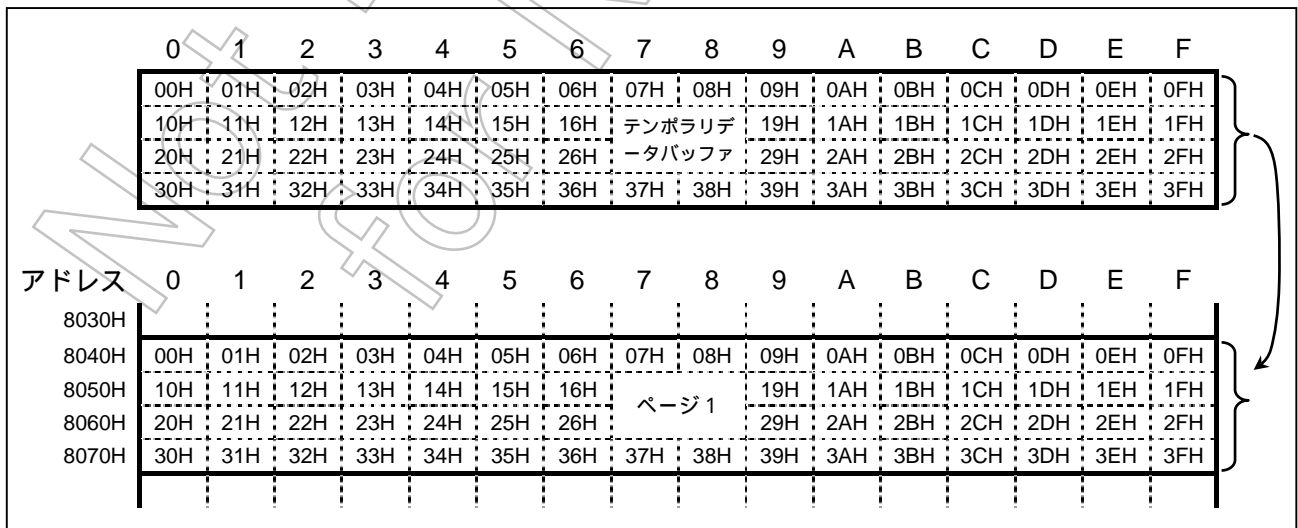 0 1 2 3 4 5 6 7 8 9 A B C D E F
00H 01H 02H 03H 04H 05H 06H 07H 08H 09H 0AH 0BH 0CH 0DH 0EH 0FH
10H 11H 12H 13H 14H 15H 16H テンポラリデ 19H 1AH 1BH 1CH 1DH 1EH 1FH
20H 21H 22H 23H 24H 25H 26H ータバッファ 29H 2AH 2BH 2CH 2DH 2EH 2FH
30H 31H 32H 33H 34H 35H 36H 37H 38H 39H 3AH 3BH 3CH 3DH 3EH 3FH
アドレス 0 1 2 3 4 5 6 7 8 9 A B C D E F
8030H
8040H 00H 01H 02H 03H 04H 05H 06H 07H 08H 09H 0AH 0BH 0CH 0DH 0EH 0FH
8050H 10H 11H 12H 13H 14H 15H 16H ページ 1 19H 1AH 1BH 1CH 1DH 1EH 1FH
8060H 20H 21H 22H 23H 24H 25H 26H 29H 2AH 2BH 2CH 2DH 2EH 2FH
8070H 30H 31H 32H 33H 34H 35H 36H 37H 38H 39H 3AH 3BH 3CH 3DH 3EH 3FH
Not
for